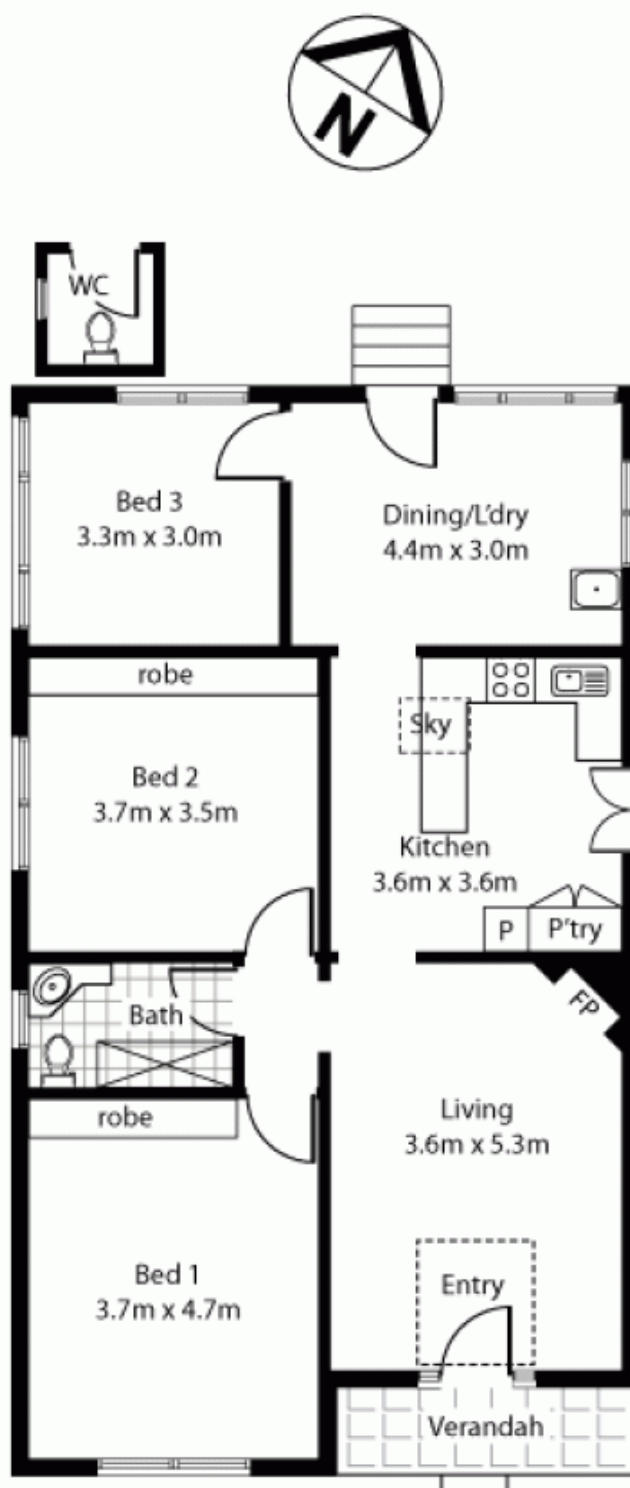 N
WC
Bed 3
3.3m x 3.0m
Dining/L'dry
4.4m x 3.0m
robe
Sky
Bed 2
3.7m x 3.5m
Kitchen
3.6m x 3.6m
P
P'try
Bath
FP
robe
Living
3.6m x 5.3m
Bed 1
3.7m x 4.7m
Entry
Verandah